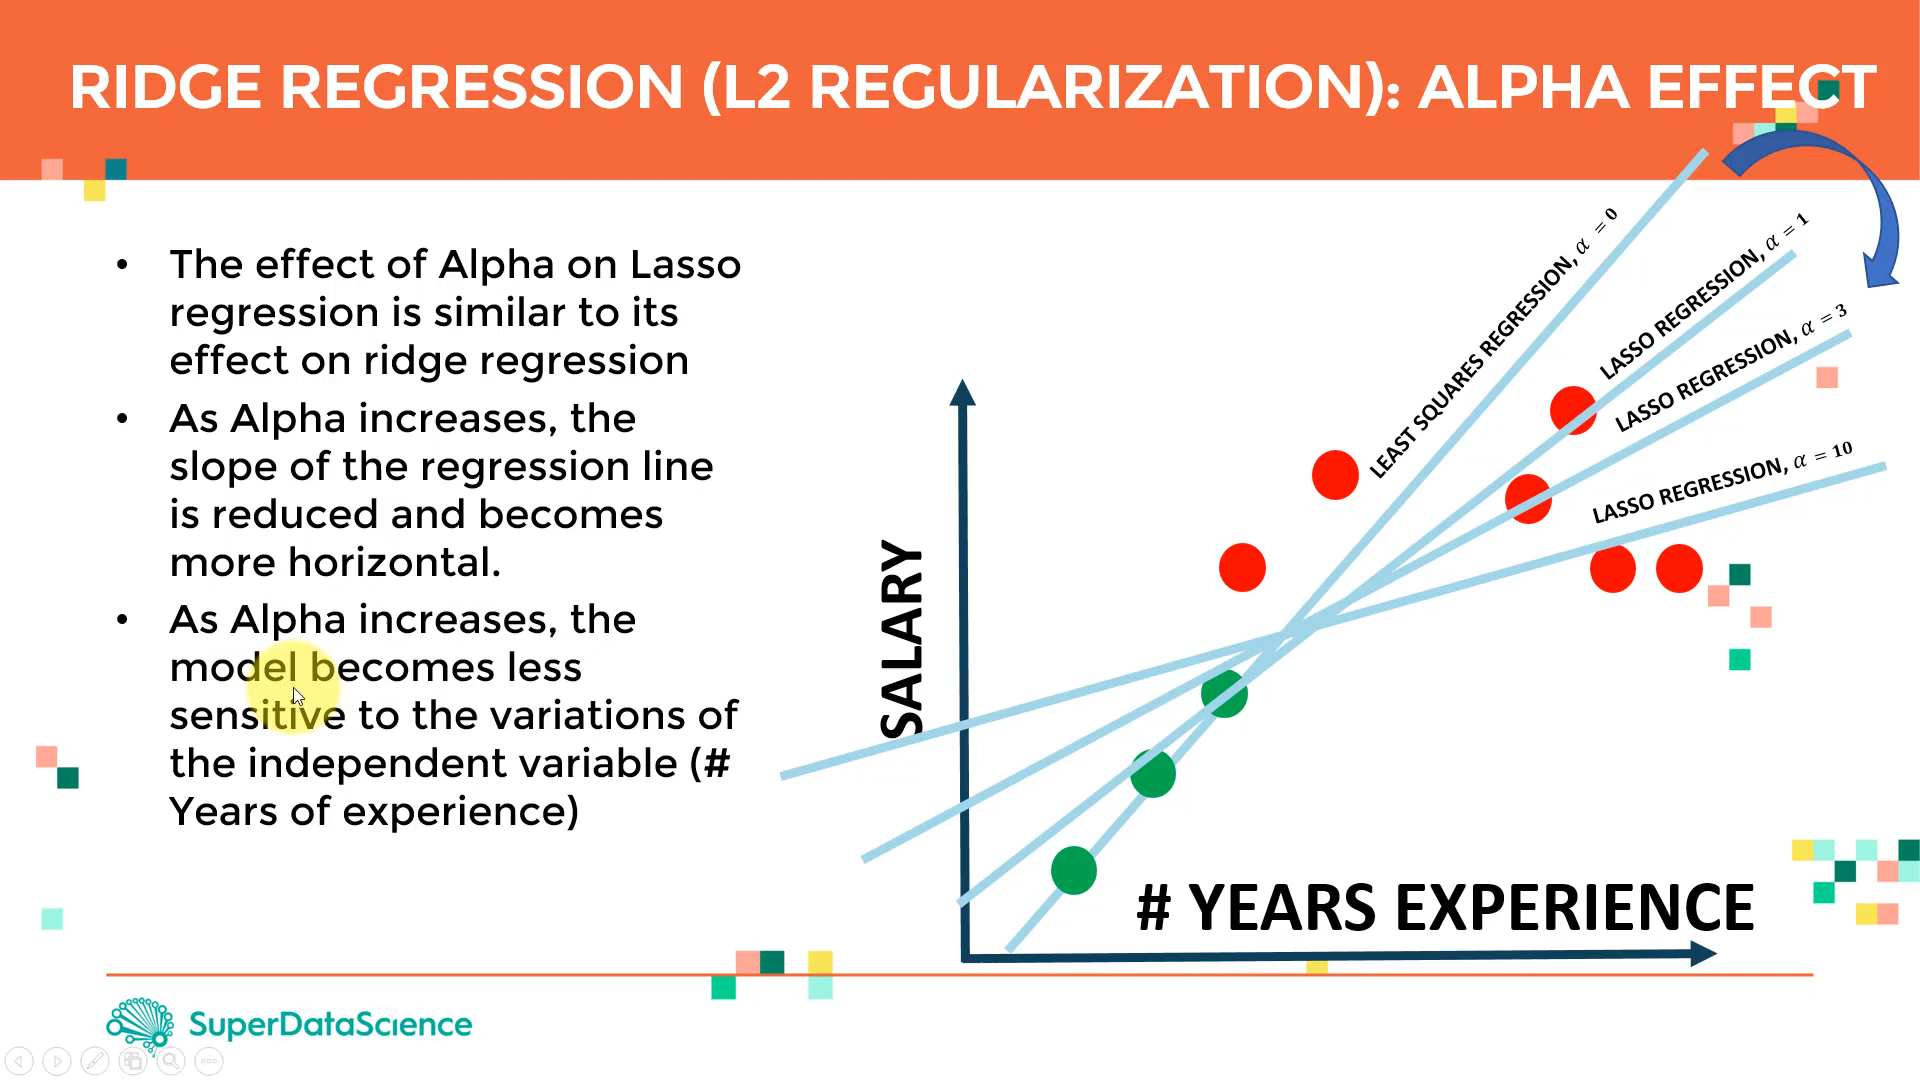 RIDGE REGRESSION (L2 REGULARIZATION): ALPHA EFFECT
• The effect of Alpha on Lasso
regression is similar to its
effect on ridge regression
• As Alpha increases, the
slope of the regression line
is reduced and becomes
more horizontal.
• As Alpha increases, the
model becomes less
sensitive to the variations of
the independent variable (#
Years of experience)
LEAST SQUARES REGRESSION, α = 0
LASSO REGRESSION, α = 1
LASSO REGRESSION, α = 3
LASSO REGRESSION, α = 10
SALARY
# YEARS EXPERIENCE
SuperDataScience